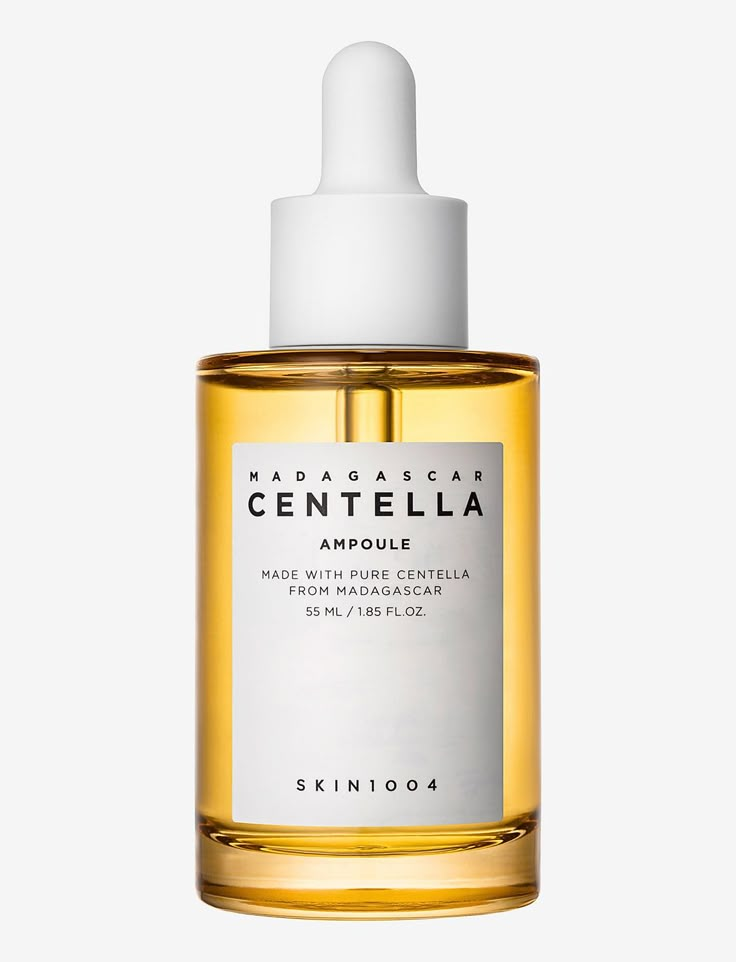 MADAGASCAR
CENTELLA
AMPOULE
MADE WITH PURE CENTELLA
FROM MADAGASCAR
55 ML / 1.85 FL.OZ.
SKIN1004